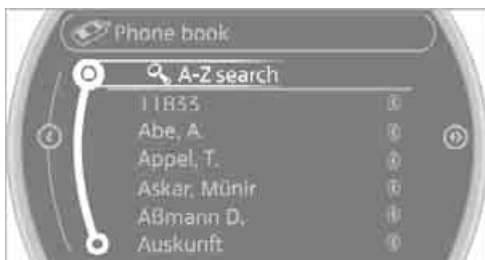 Phone book
A-Z search
11833
Abe, A.
Appel, T.
Askar, Münir
Aßmann D.
Auskunft